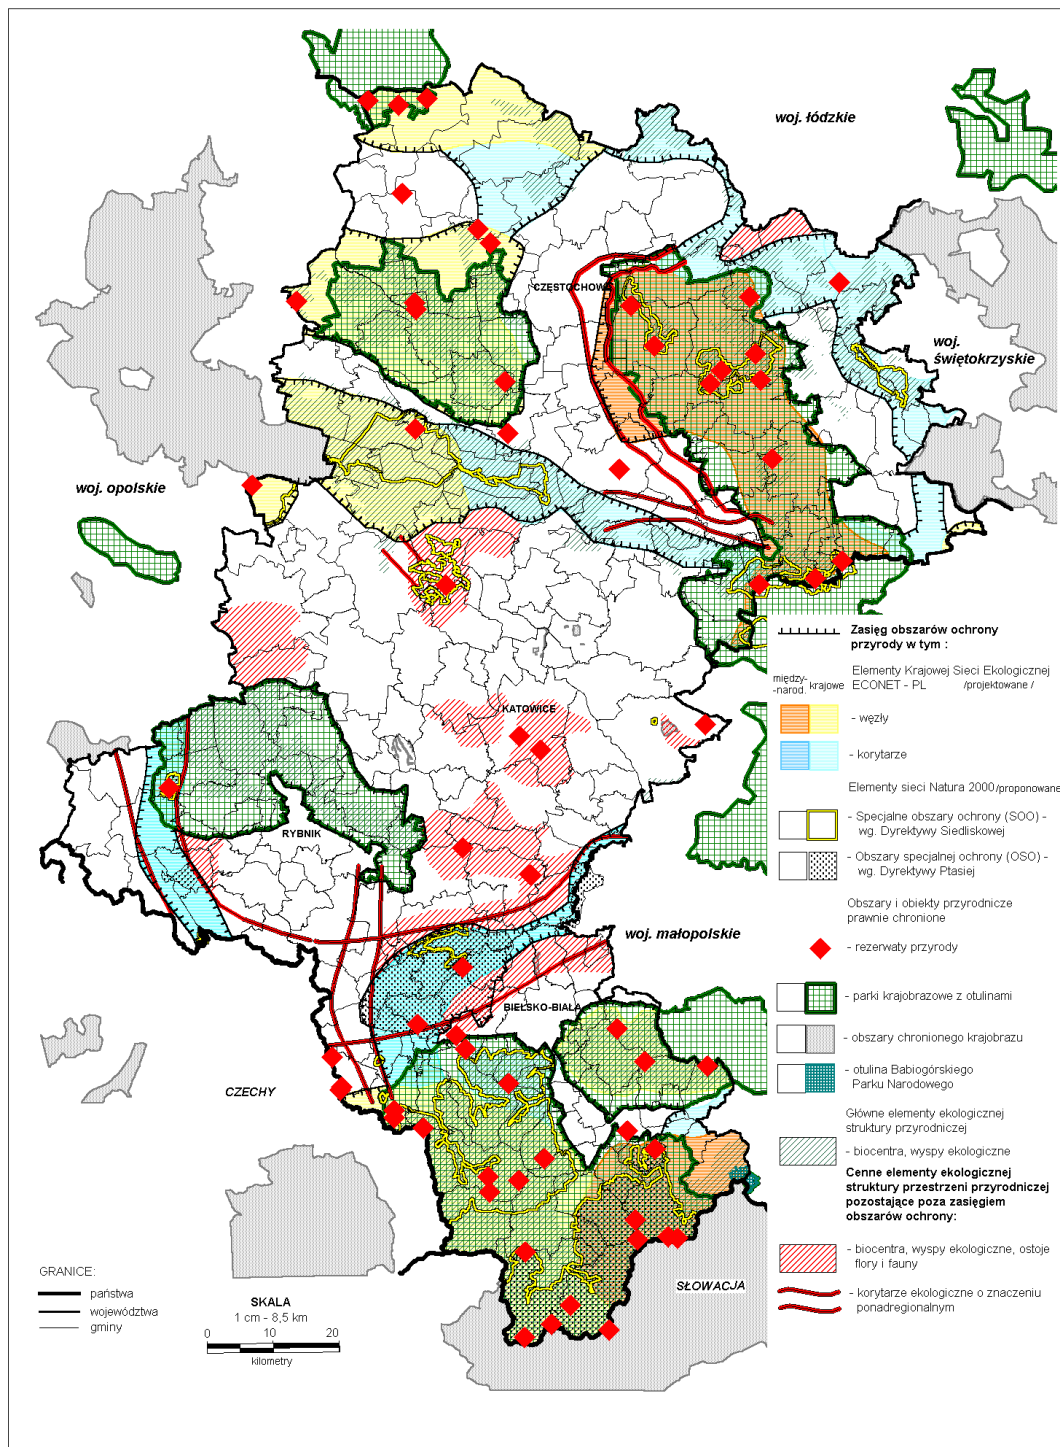 woj. łódzkie
CZĘSTOCHOWA
woj.
świętokrzyskie
woj. opolskie
KATOWICE
RYBNIK
woj. małopolskie
BIELSKO-BIAŁA
CZECHY
SŁOWACJA
Zasięg obszarów ochrony
przyrody w tym :
między-
-narod.
krajowe
Elementy Krajowej Sieci Ekologicznej
ECONET - PL /projektowane /
- węzły
- korytarze
Elementy sieci Natura 2000/proponowane
- Specjalne obszary ochrony (SOO) -
wg. Dyrektywy Siedliskowej
- Obszary specjalnej ochrony (OSO) -
wg. Dyrektywy Ptasiej
Obszary i obiekty przyrodnicze
prawnie chronione
- rezerwaty przyrody
- parki krajobrazowe z otulinami
- obszary chronionego krajobrazu
- otulina Babiogórskiego
Parku Narodowego
Główne elementy ekologicznej
struktury przyrodniczej
- biocentra, wyspy ekologiczne
Cenne elementy ekologicznej
struktury przestrzeni przyrodniczej
pozostające poza zasięgiem
obszarów ochrony:
- biocentra, wyspy ekologiczne, ostoje
flory i fauny
- korytarze ekologiczne o znaczeniu
ponadregionalnym
GRANICE:
państwa
województwa
gminy
SKALA
1 cm - 8,5 km
0 10 20
kilometry